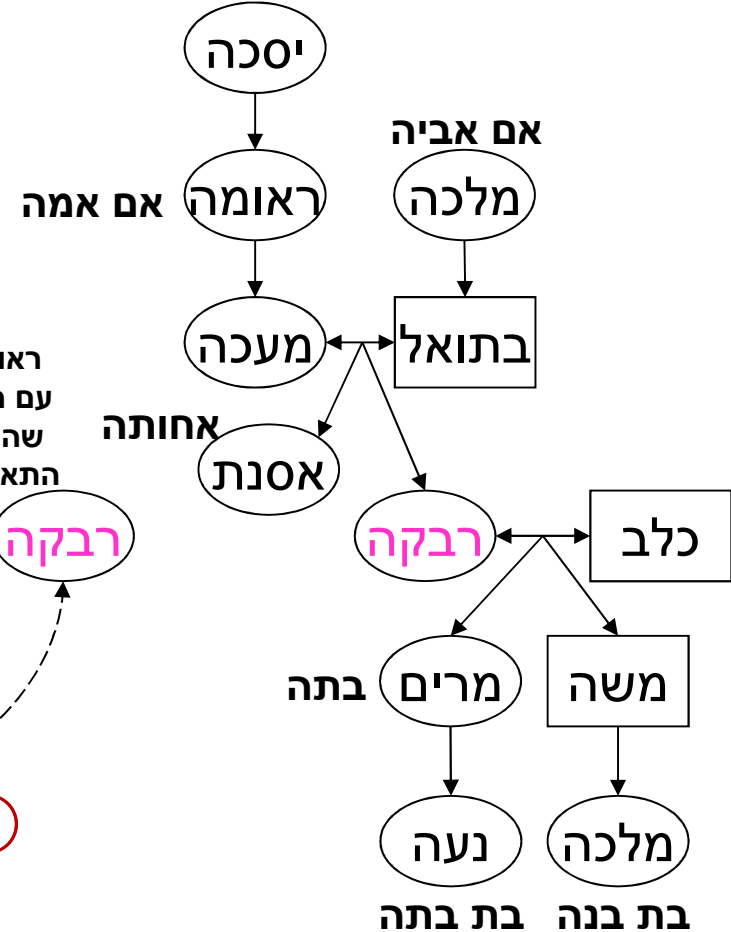 יסכה
אם אביה
אם אמה ראומה מלכה
מעכה בתואל
עם
אחותה
אסנת
רבקה רבקה כלב
בתה מרים משה
נעה מלכה
בת בתה בת בנה